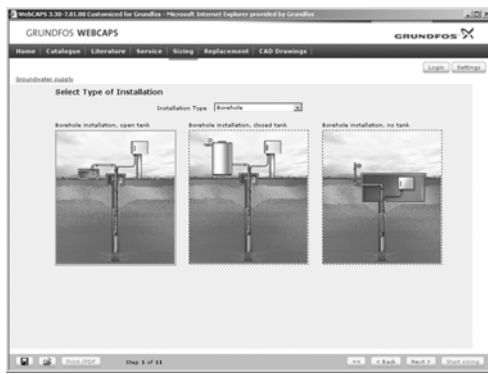 WebCAPS 3.30-7.01.08 Customized for Grundfos - Microsoft Internet Explorer provided by Grundfos
GRUNDFOS WEBCAPS
GRUNDFOS
Home Catalogue Literature Service Sizing Replacement CAD Drawings
Login Settings
Groundwater supply
Select Type of Installation
Installation Type Borehole
Borehole installation, open tank Borehole installation, closed tank Borehole installation, no tank
Print /PDF Step 1 of 11 << < Back Next > Start sizing